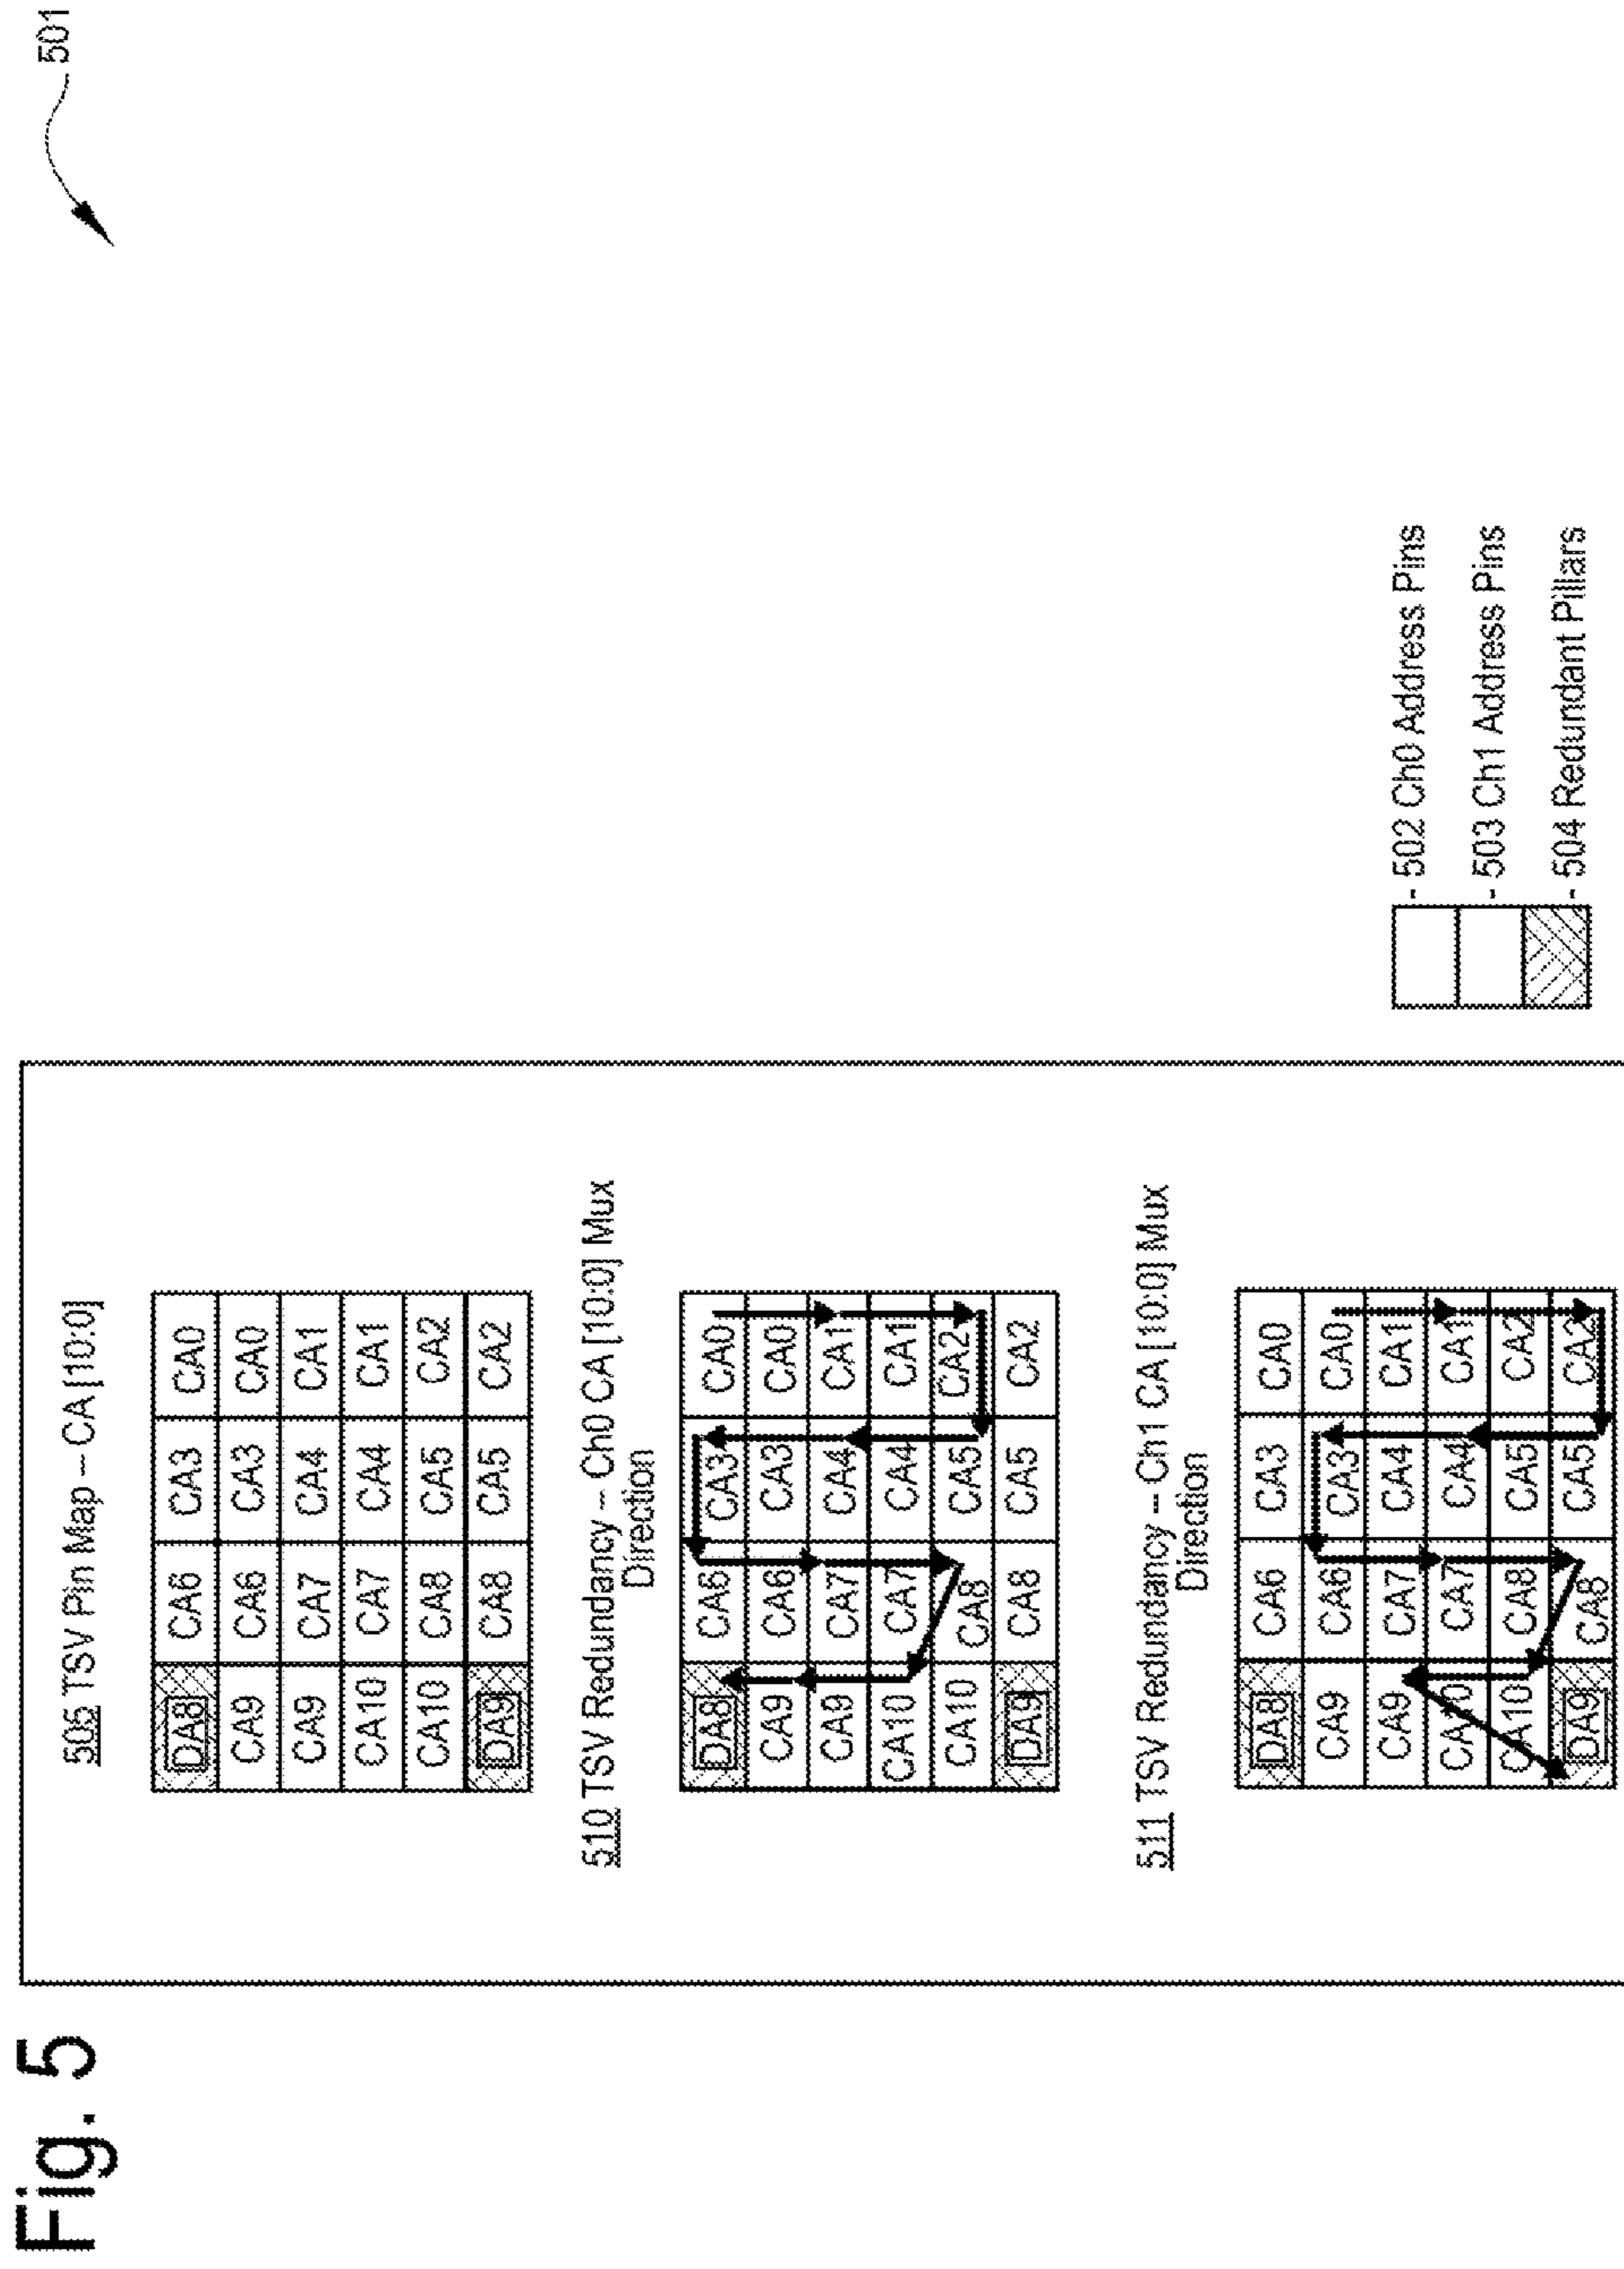 Fig. 5
501
505 TSV Pin Map – CA [10:0]
DA8 CA6 CA3 CA0
CA9 CA6 CA3 CA0
CA9 CA7 CA4 CA1
CA10 CA7 CA4 CA1
CA10 CA8 CA5 CA2
DA9 CA8 CA5 CA2
510 TSV Redundancy – Ch0 CA [10:0] Mux
Direction
DA8 CA6 CA3 CA0
CA9 CA6 CA3 CA0
CA9 CA7 CA4 CA1
CA10 CA7 CA4 CA1
CA10 CA8 CA5 CA2
DA9 CA8 CA5 CA2
511 TSV Redundancy – Ch1 CA [10:0] Mux
Direction
DA8 CA6 CA3 CA0
CA9 CA6 CA3 CA0
CA9 CA7 CA4 CA1
CA10 CA7 CA4 CA1
CA10 CA8 CA5 CA2
DA9 CA8 CA5 CA2
- 502 Ch0 Address Pins
- 503 Ch1 Address Pins
- 504 Redundant Pillars